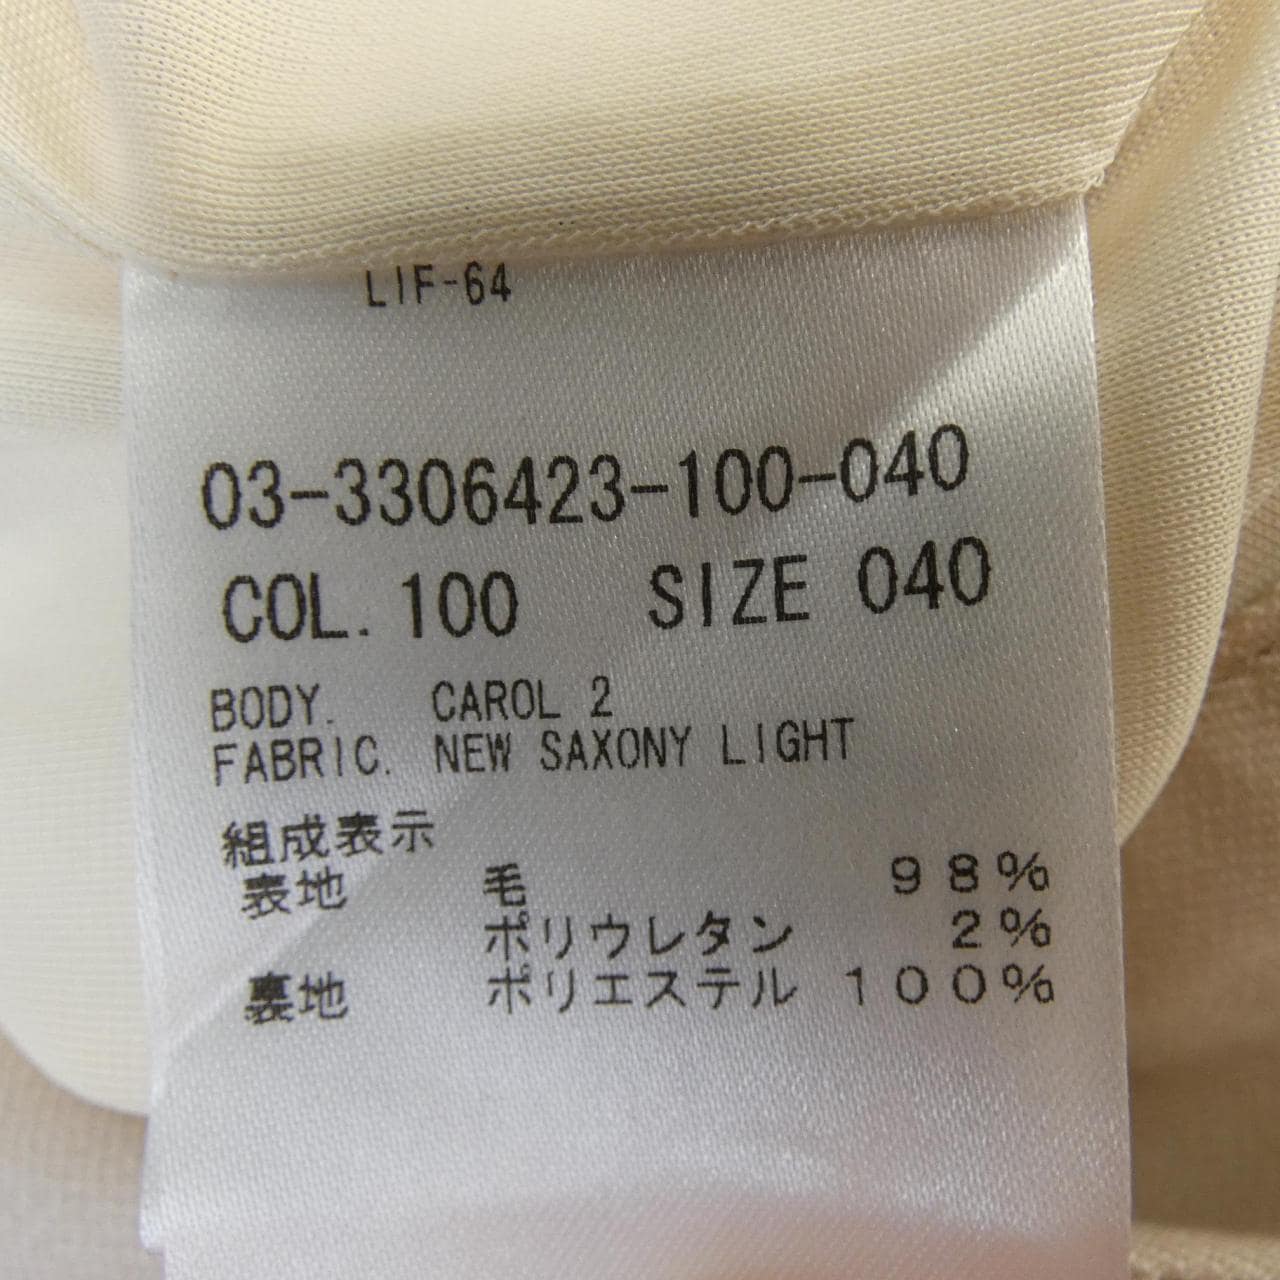 LIF-64
03-3306423-100-040
COL. 100 SIZE 040
BODY. CAROL 2
FABRIC. NEW SAXONY LIGHT
組成表示
表地 毛 98%
ポリウレタン 2%
裏地 ポリエステル 100%